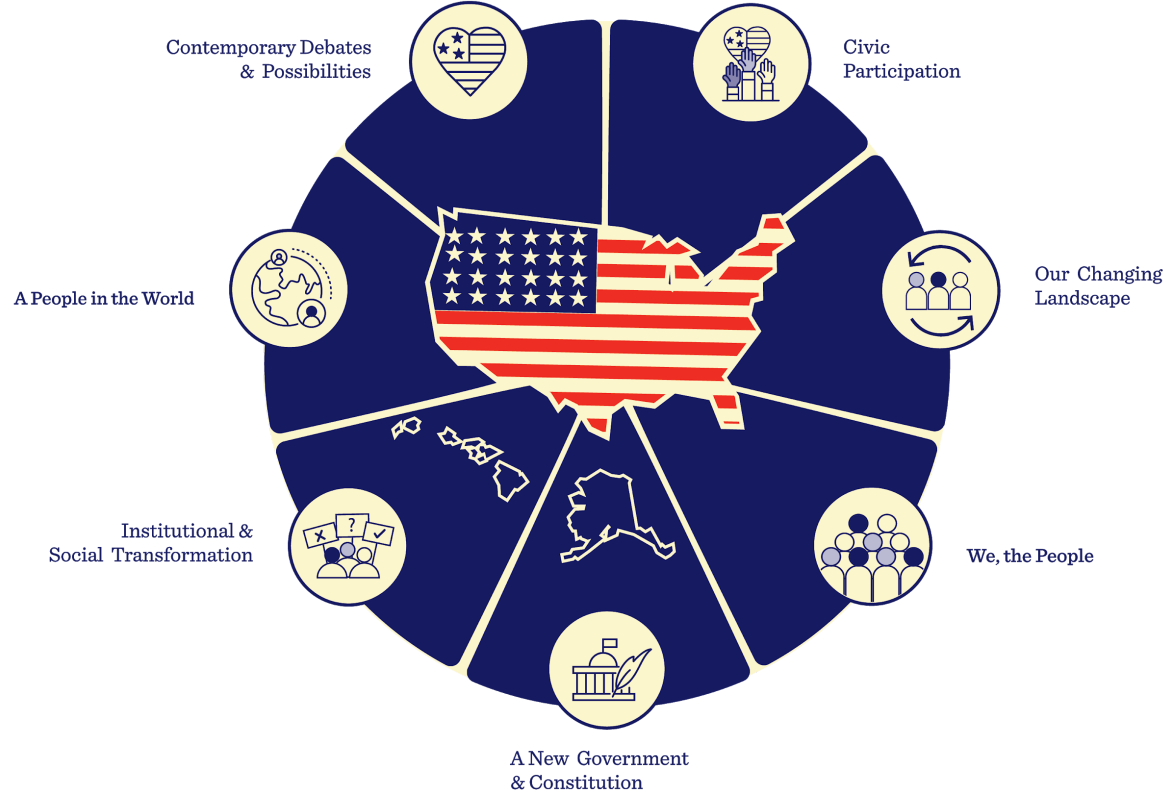 Contemporary Debates
& Possibilities
Civic
Participation
A People in the World
Our Changing
Landscape
Institutional &
Social Transformation
?
We, the People
A New Government
& Constitution